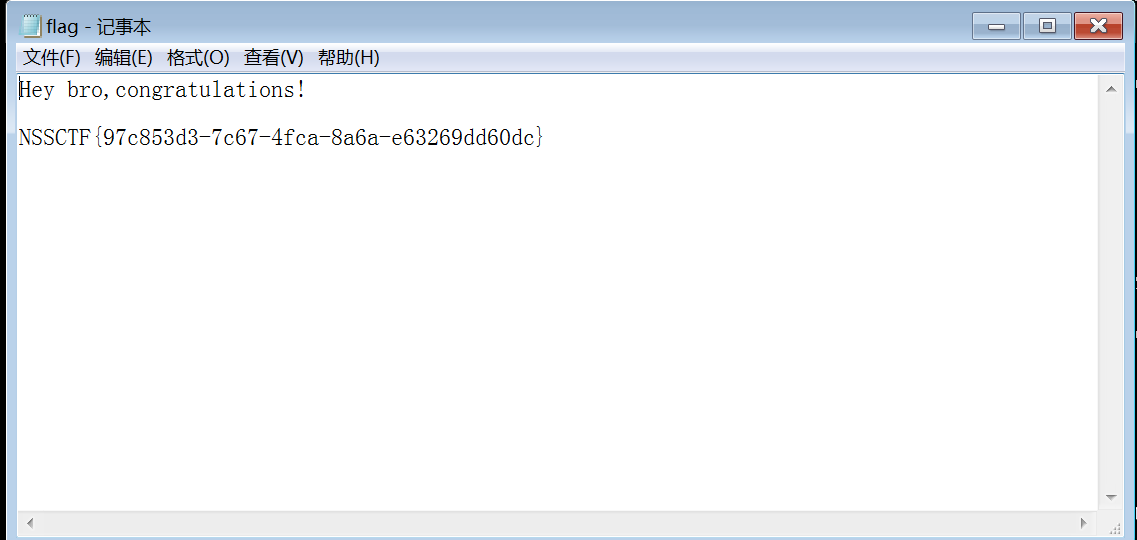 flag - 记事本
文件(F) 编辑(E) 格式(O) 查看(V) 帮助(H)
Hey bro,congratulations!
NSSCTF{97c853d3-7c67-4fca-8a6a-e63269dd60dc}